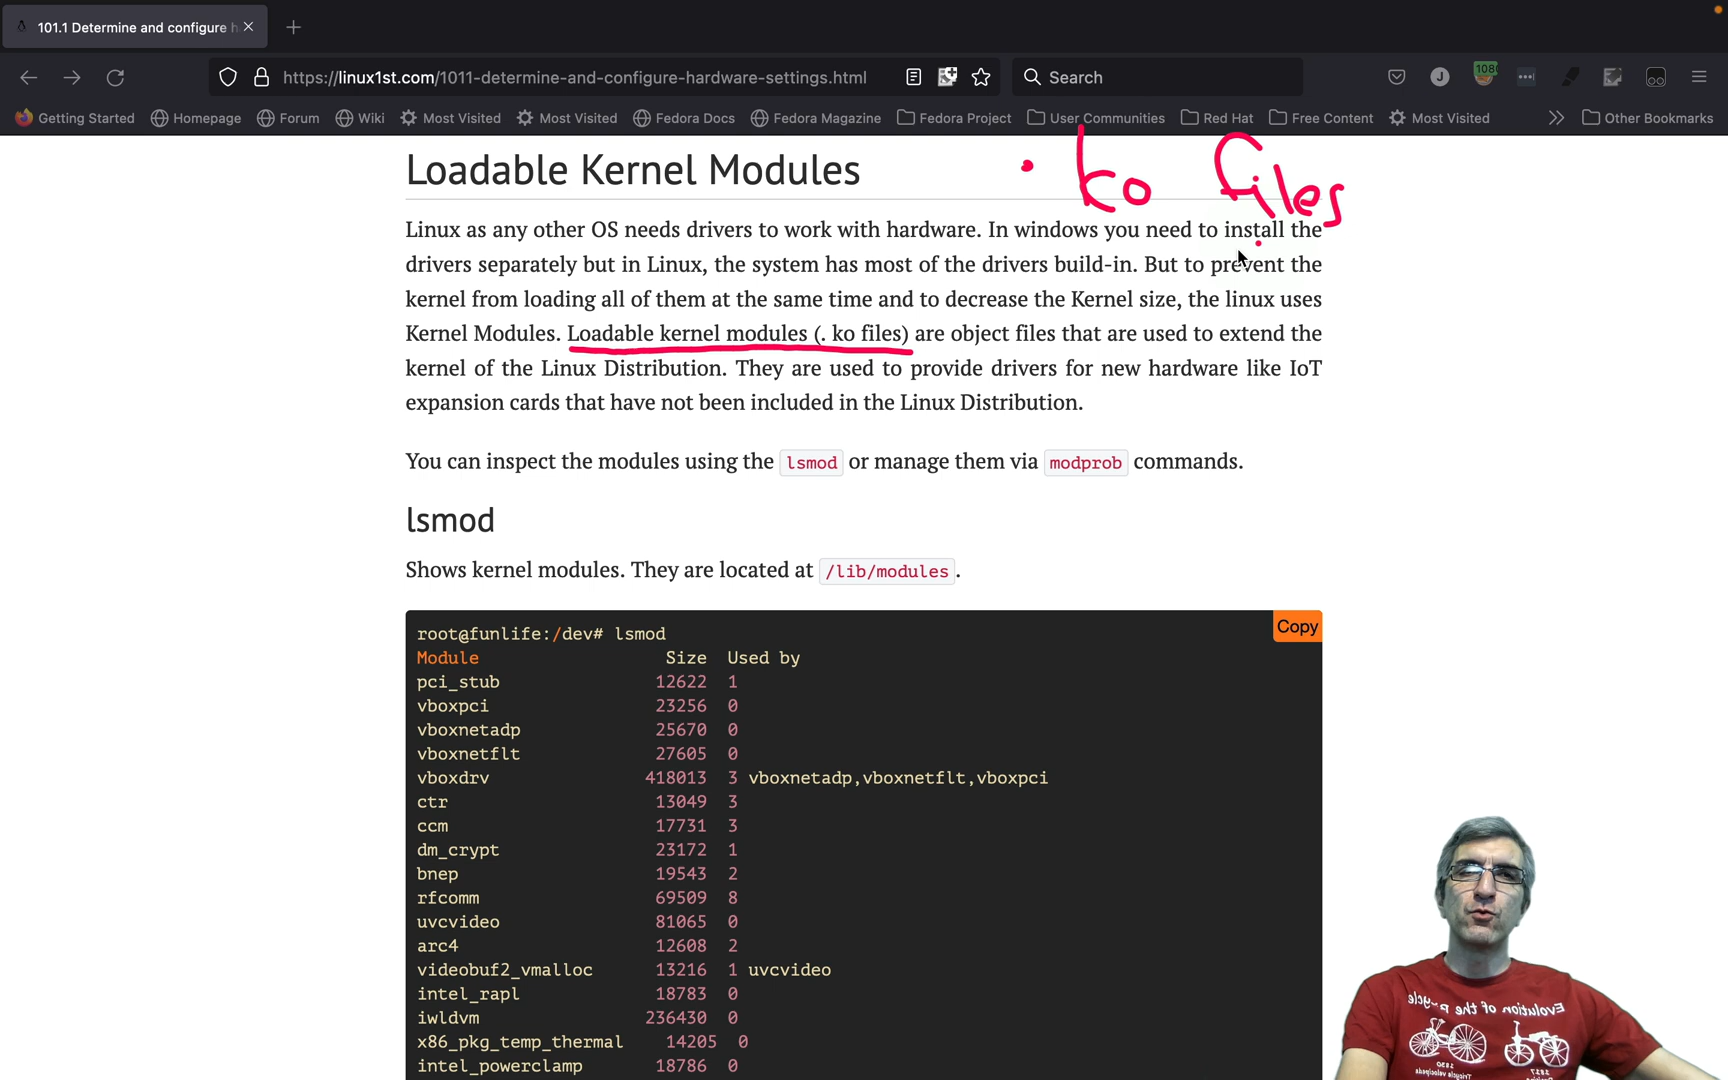 101.1 Determine and configure h
https://linux1st.com/1011-determine-and-configure-hardware-settings.html
Search
J
108
Getting Started
Homepage
Forum
Wiki
Most Visited
Most Visited
Fedora Docs
Fedora Magazine
Fedora Project
User Communities
Red Hat
Free Content
Most Visited
Other Bookmarks
Loadable Kernel Modules
. ko files
Linux as any other OS needs drivers to work with hardware. In windows you need to install the
drivers separately but in Linux, the system has most of the drivers build-in. But to prevent the
kernel from loading all of them at the same time and to decrease the Kernel size, the linux uses
Kernel Modules. Loadable kernel modules (. ko files) are object files that are used to extend the
kernel of the Linux Distribution. They are used to provide drivers for new hardware like IoT
expansion cards that have not been included in the Linux Distribution.
You can inspect the modules using the lsmod or manage them via modprob commands.
lsmod
Shows kernel modules. They are located at /lib/modules.
Copy
root@funlife:/dev# lsmod
Module Size Used by
pci_stub 12622 1
vboxpci 23256 0
vboxnetadp 25670 0
vboxnetflt 27605 0
vboxdrv 418013 3 vboxnetadp,vboxnetflt,vboxpci
ctr 13049 3
ccm 17731 3
dm_crypt 23172 1
bnep 19543 2
rfcomm 69509 8
uvcvideo 81065 0
arc4 12608 2
videobuf2_vmalloc 13216 1 uvcvideo
intel_rapl 18783 0
iwldvm 236430 0
x86_pkg_temp_thermal 14205 0
intel_powerclamp 18786 0
Evolution of the